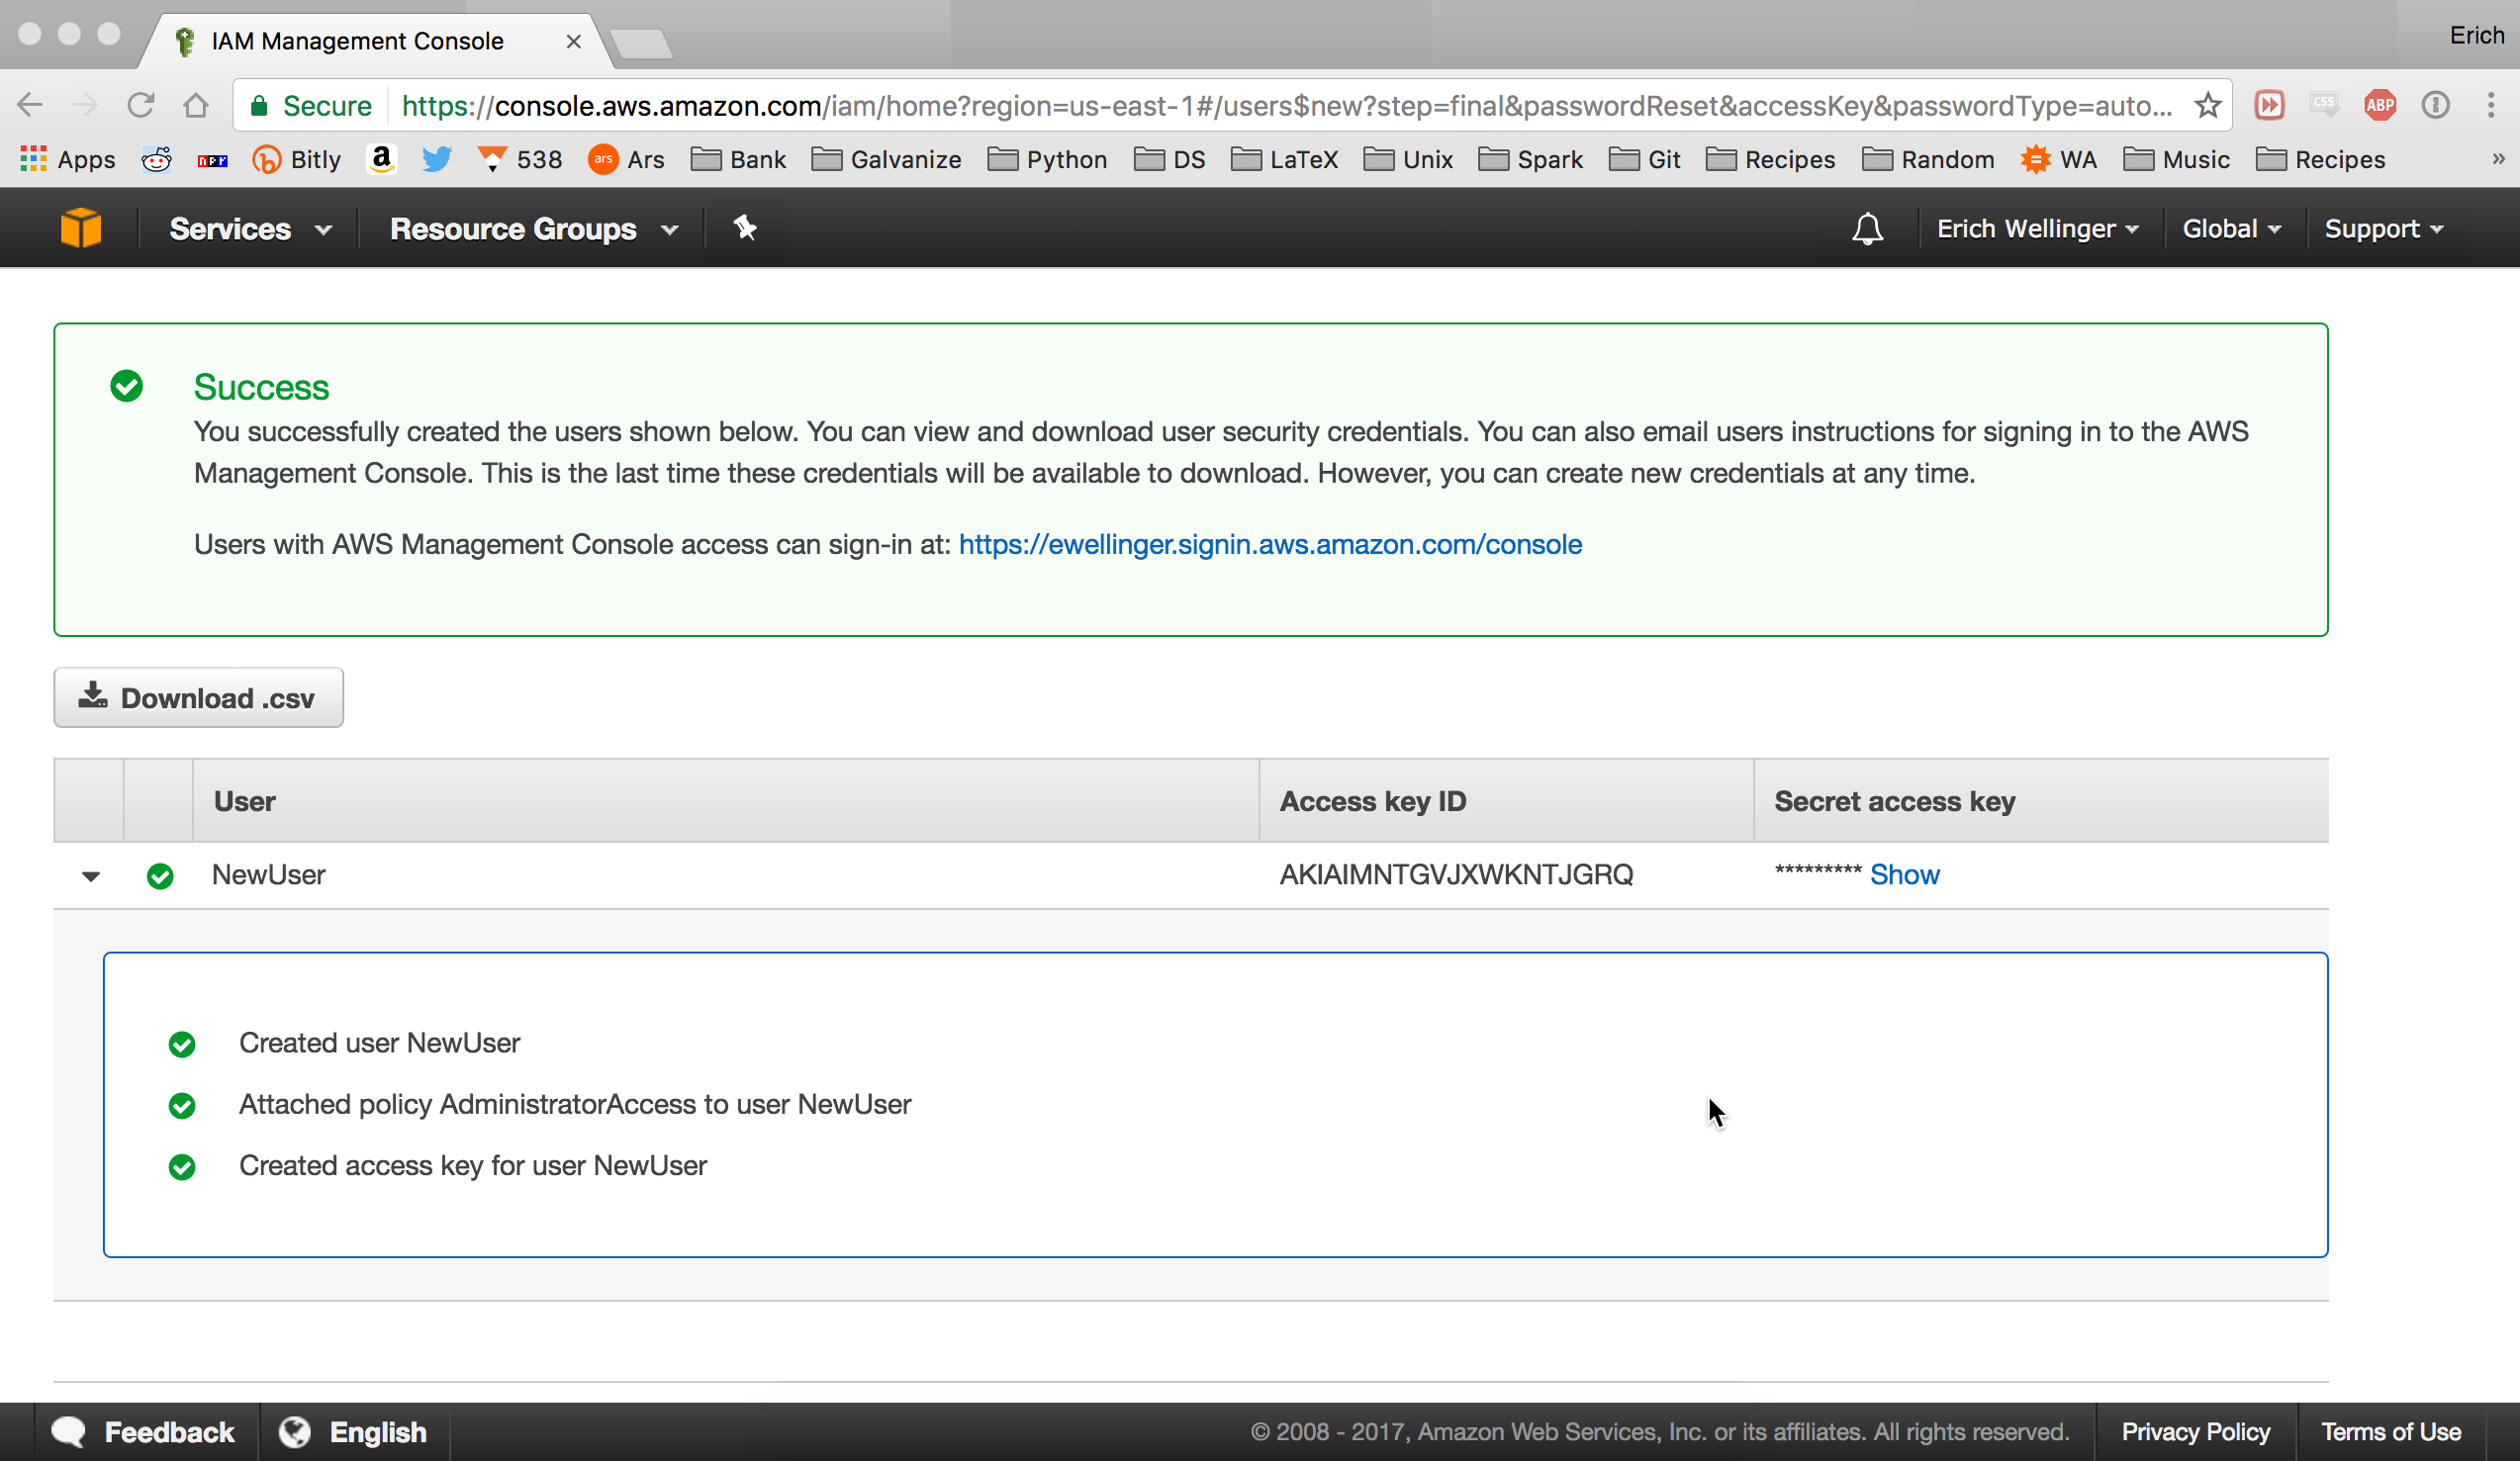 IAM Management Console
Erich
Secure https://console.aws.amazon.com/iam/home?region=us-east-1#/users$new?step=final&passwordReset&accessKey&passwordType=auto...
CSS
ABP
Apps
npr
Bitly
a
538
ars
Ars
Bank
Galvanize
Python
DS
LaTeX
Unix
Spark
Git
Recipes
Random
WA
Music
Recipes
»
Services
Resource Groups
Erich Wellinger
Global
Support
Success
You successfully created the users shown below. You can view and download user security credentials. You can also email users instructions for signing in to the AWS
Management Console. This is the last time these credentials will be available to download. However, you can create new credentials at any time.
Users with AWS Management Console access can sign-in at: https://ewellinger.signin.aws.amazon.com/console
Download .csv
User Access key ID Secret access key
NewUser AKIAIMNTGVJXWKNTJGRQ ********* Show
Created user NewUser
Attached policy AdministratorAccess to user NewUser
Created access key for user NewUser
Feedback
English
© 2008 - 2017, Amazon Web Services, Inc. or its affiliates. All rights reserved.
Privacy Policy
Terms of Use